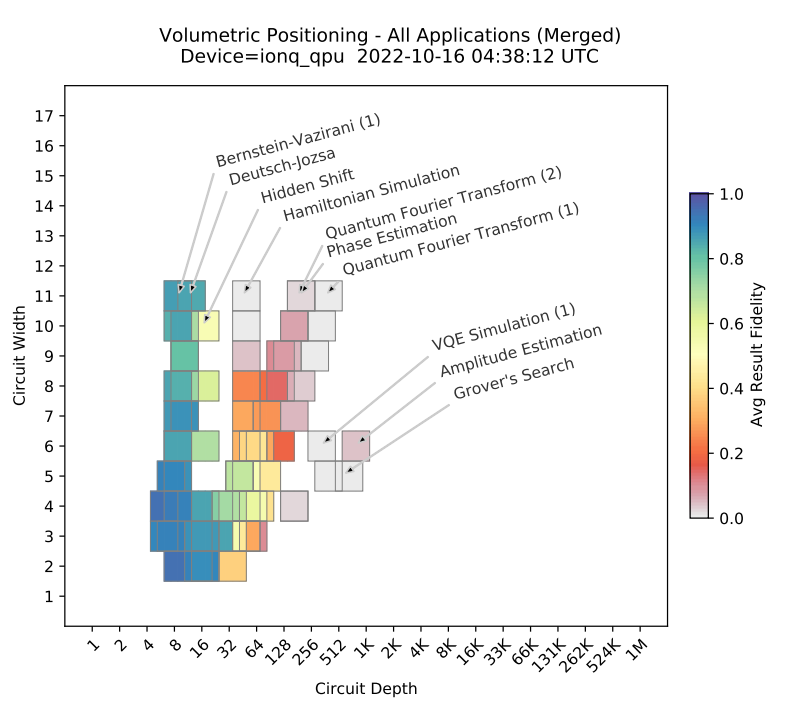 Volumetric Positioning - All Applications (Merged)
Device=ionq_qpu  2022-10-16 04:38:12 UTC
Bernstein-Vazirani (1)
Deutsch-Jozsa
Hidden Shift
Hamiltonian Simulation
Quantum Fourier Transform (2)
Phase Estimation
Quantum Fourier Transform (1)
VQE Simulation (1)
Amplitude Estimation
Grover's Search
Circuit Width
17
16
15
14
13
12
11
10
9
8
7
6
5
4
3
2
1
1 2 4 8 16 32 64 128 256 512 1K 2K 4K 8K 16K 33K 66K 131K 262K 524K 1M
Circuit Depth
1.0
0.8
0.6
0.4
0.2
0.0
Avg Result Fidelity